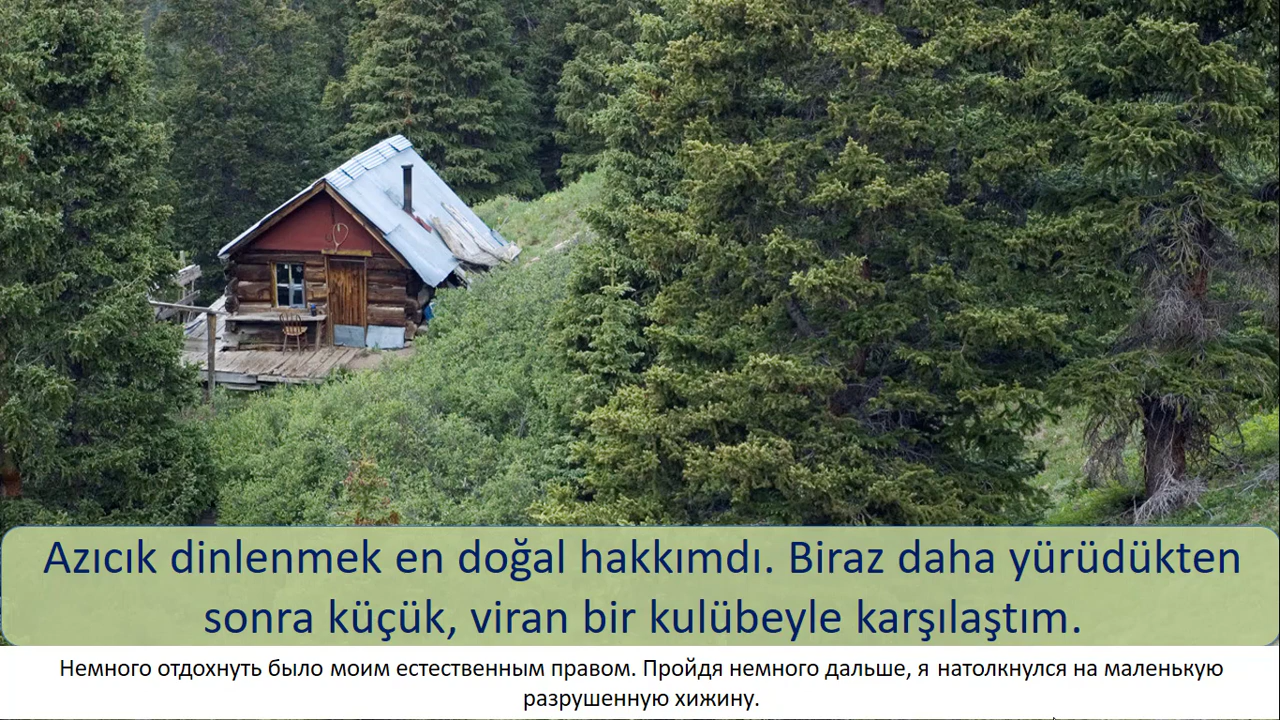 Azıcık dinlenmek en doğal hakkımdı. Biraz daha yürüdükten
sonra küçük, viran bir kulübeyle karşılaştım.
Немного отдохнуть было моим естественным правом. Пройдя немного дальше, я натолкнулся на маленькую
разрушенную хижину.